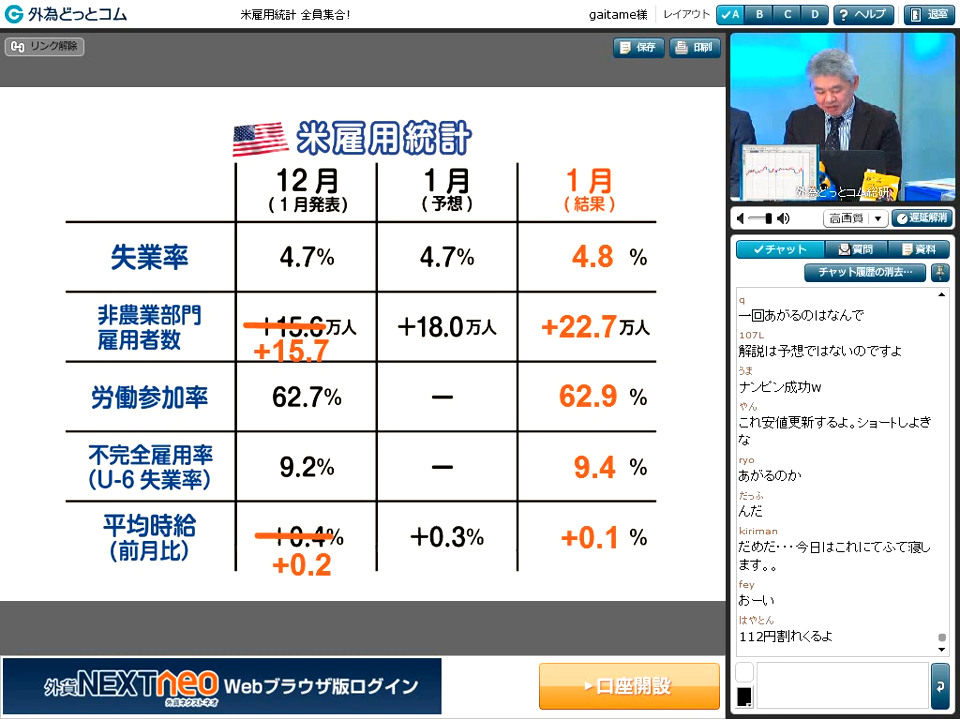 外為どっとコム
米雇用統計 全員集合!
gaitame様
レイアウト
A
B
C
D
? ヘルプ
退室
リンク解除
保存
印刷
米雇用統計
12月
(1月発表)
1月
(予想)
1月
(結果)
失業率
4.7%
4.7%
4.8 %
非農業部門
雇用者数
+15.6万人
+15.7
+18.0万人
+22.7万人
労働参加率
62.7%
—
62.9 %
不完全雇用率
(U-6 失業率)
9.2%
—
9.4 %
平均時給
(前月比)
+0.4%
+0.2
+0.3%
+0.1 %
外為どっとコム総研
高画質
遅延解消
チャット
質問
資料
チャット履歴の消去…
q
一回あがるのはなんで
107L
解説は予想ではないのですよ
うま
ナンピン成功w
やん
これ安値更新するよ。ショートしよき
な
ryo
あがるのか
だっふ
んだ
kiriman
だめだ・・・今日はこれにてふて寝し
ます。。
fey
おーい
はやとん
112円割れくるよ
外貨NEXTneo
外貨ネクストネオ
Webブラウザ版ログイン
口座開設